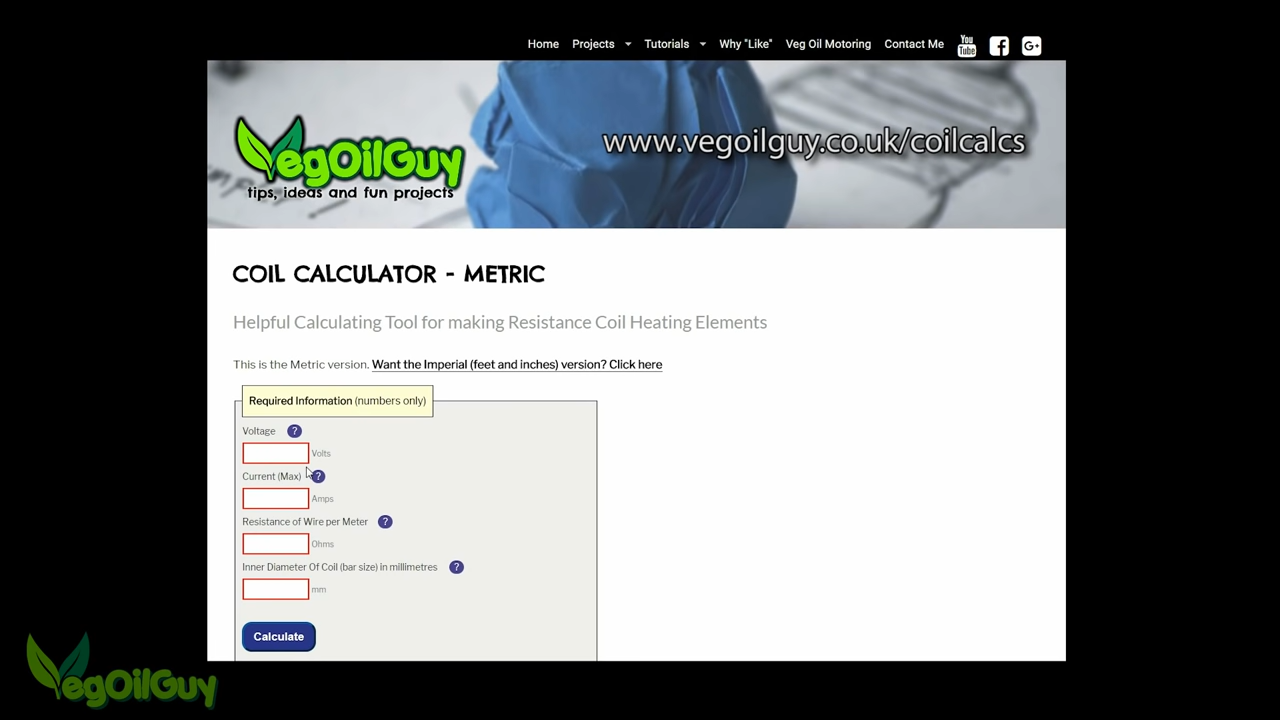 Home Projects Tutorials Why "Like" Veg Oil Motoring Contact Me You Tube
www.vegoilguy.co.uk/coilcalcs
VegOilGuy
tips, ideas and fun projects
COIL CALCULATOR - METRIC
Helpful Calculating Tool for making Resistance Coil Heating Elements
This is the Metric version. Want the Imperial (feet and inches) version? Click here
Required Information (numbers only)
Voltage ?
Volts
Current (Max) ?
Amps
Resistance of Wire per Meter ?
Ohms
Inner Diameter Of Coil (bar size) in millimetres ?
mm
Calculate
VegOilGuy